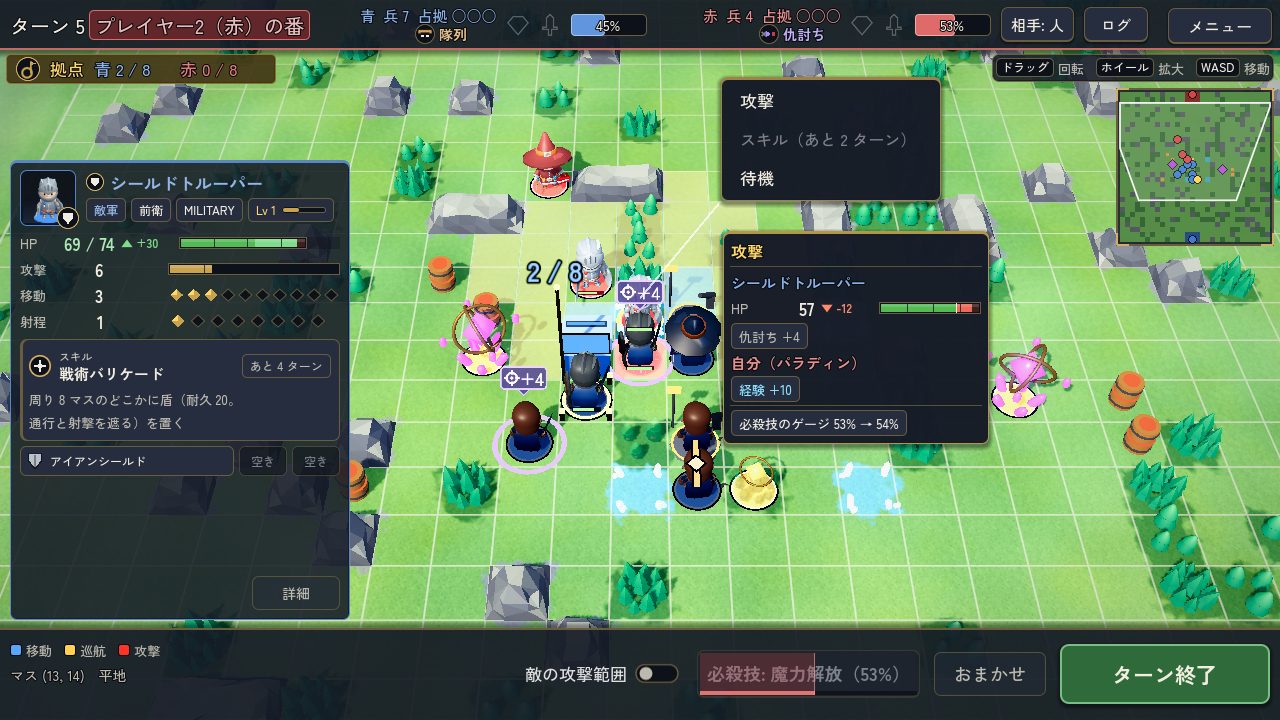 ターン 5 プレイヤー2（赤）の番
青 兵 7 占拠 〇〇〇
隊列
45%
赤 兵 4 占拠 〇〇〇
仇討ち
53%
相手: 人
ログ
メニュー
拠点 青 2 / 8 赤 0 / 8
ドラッグ 回転 ホイール 拡大 WASD 移動
攻撃
スキル（あと 2 ターン）
待機
シールドトルーパー
敵軍 前衛 MILITARY Lv 1
HP 69 / 74 ▲ +30
攻撃 6
移動 3
射程 1
スキル
戦術バリケード
あと 4 ターン
周り 8 マスのどこかに盾（耐久 20。
通行と射撃を遮る）を置く
アイアンシールド 空き 空き
詳細
2 / 8
+4
+4
攻撃
シールドトルーパー
HP 57 ▼ -12
仇討ち +4
自分（パラディン）
経験 +10
必殺技のゲージ 53% → 54%
移動 巡航 攻撃
マス (13, 14) 平地
敵の攻撃範囲
必殺技: 魔力解放（53%）
おまかせ
ターン終了